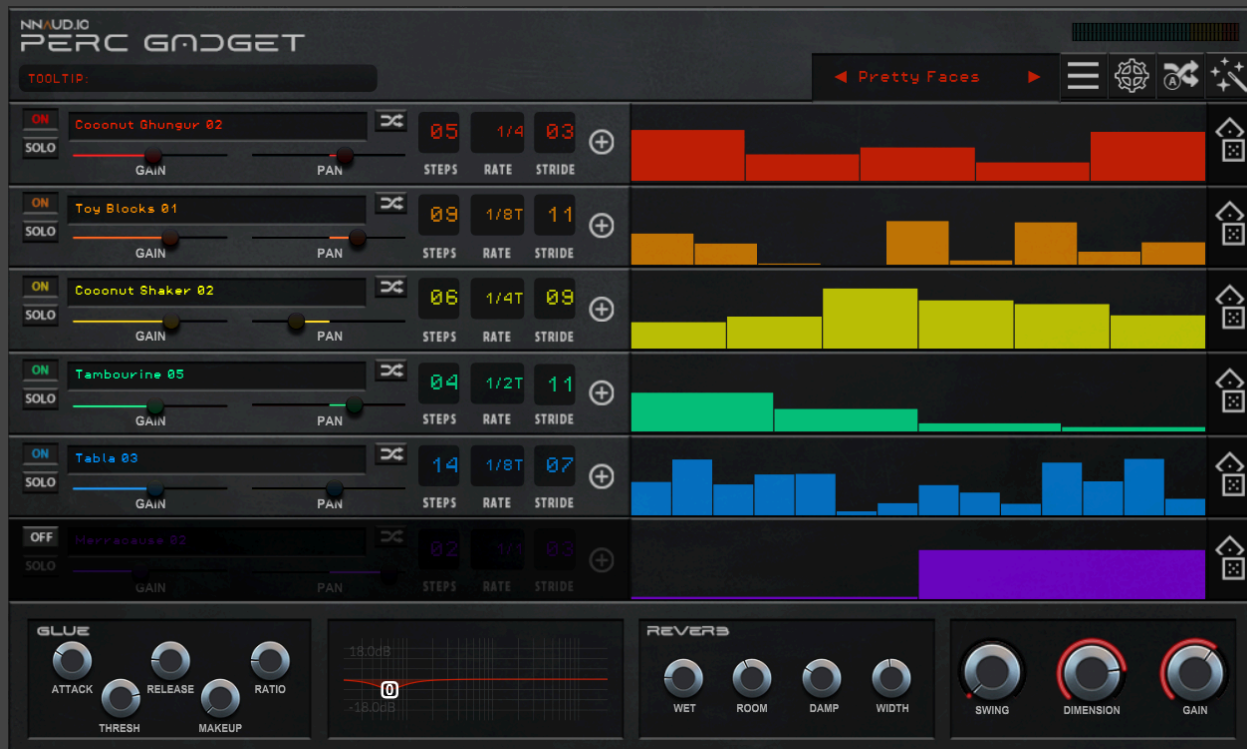 NNAUD.IO
PERC GADGET
TOOLTIP:
Pretty Faces
A
ON
SOLO
Coconut Ghungur 02
GAIN
PAN
05
STEPS
1/4
RATE
03
STRIDE
ON
SOLO
Toy Blocks 01
GAIN
PAN
09
STEPS
1/8T
RATE
11
STRIDE
ON
SOLO
Coconut Shaker 02
GAIN
PAN
06
STEPS
1/4T
RATE
09
STRIDE
ON
SOLO
Tambourine 05
GAIN
PAN
04
STEPS
1/2T
RATE
11
STRIDE
ON
SOLO
Tabla 03
GAIN
PAN
14
STEPS
1/8T
RATE
07
STRIDE
OFF
SOLO
GAIN
PAN
02
STEPS
1/1
RATE
03
STRIDE
GLUE
ATTACK
RELEASE
RATIO
THRESH
MAKEUP
18.0dB
0
-18.0dB
REVERB
WET
ROOM
DAMP
WIDTH
SWING
DIMENSION
GAIN